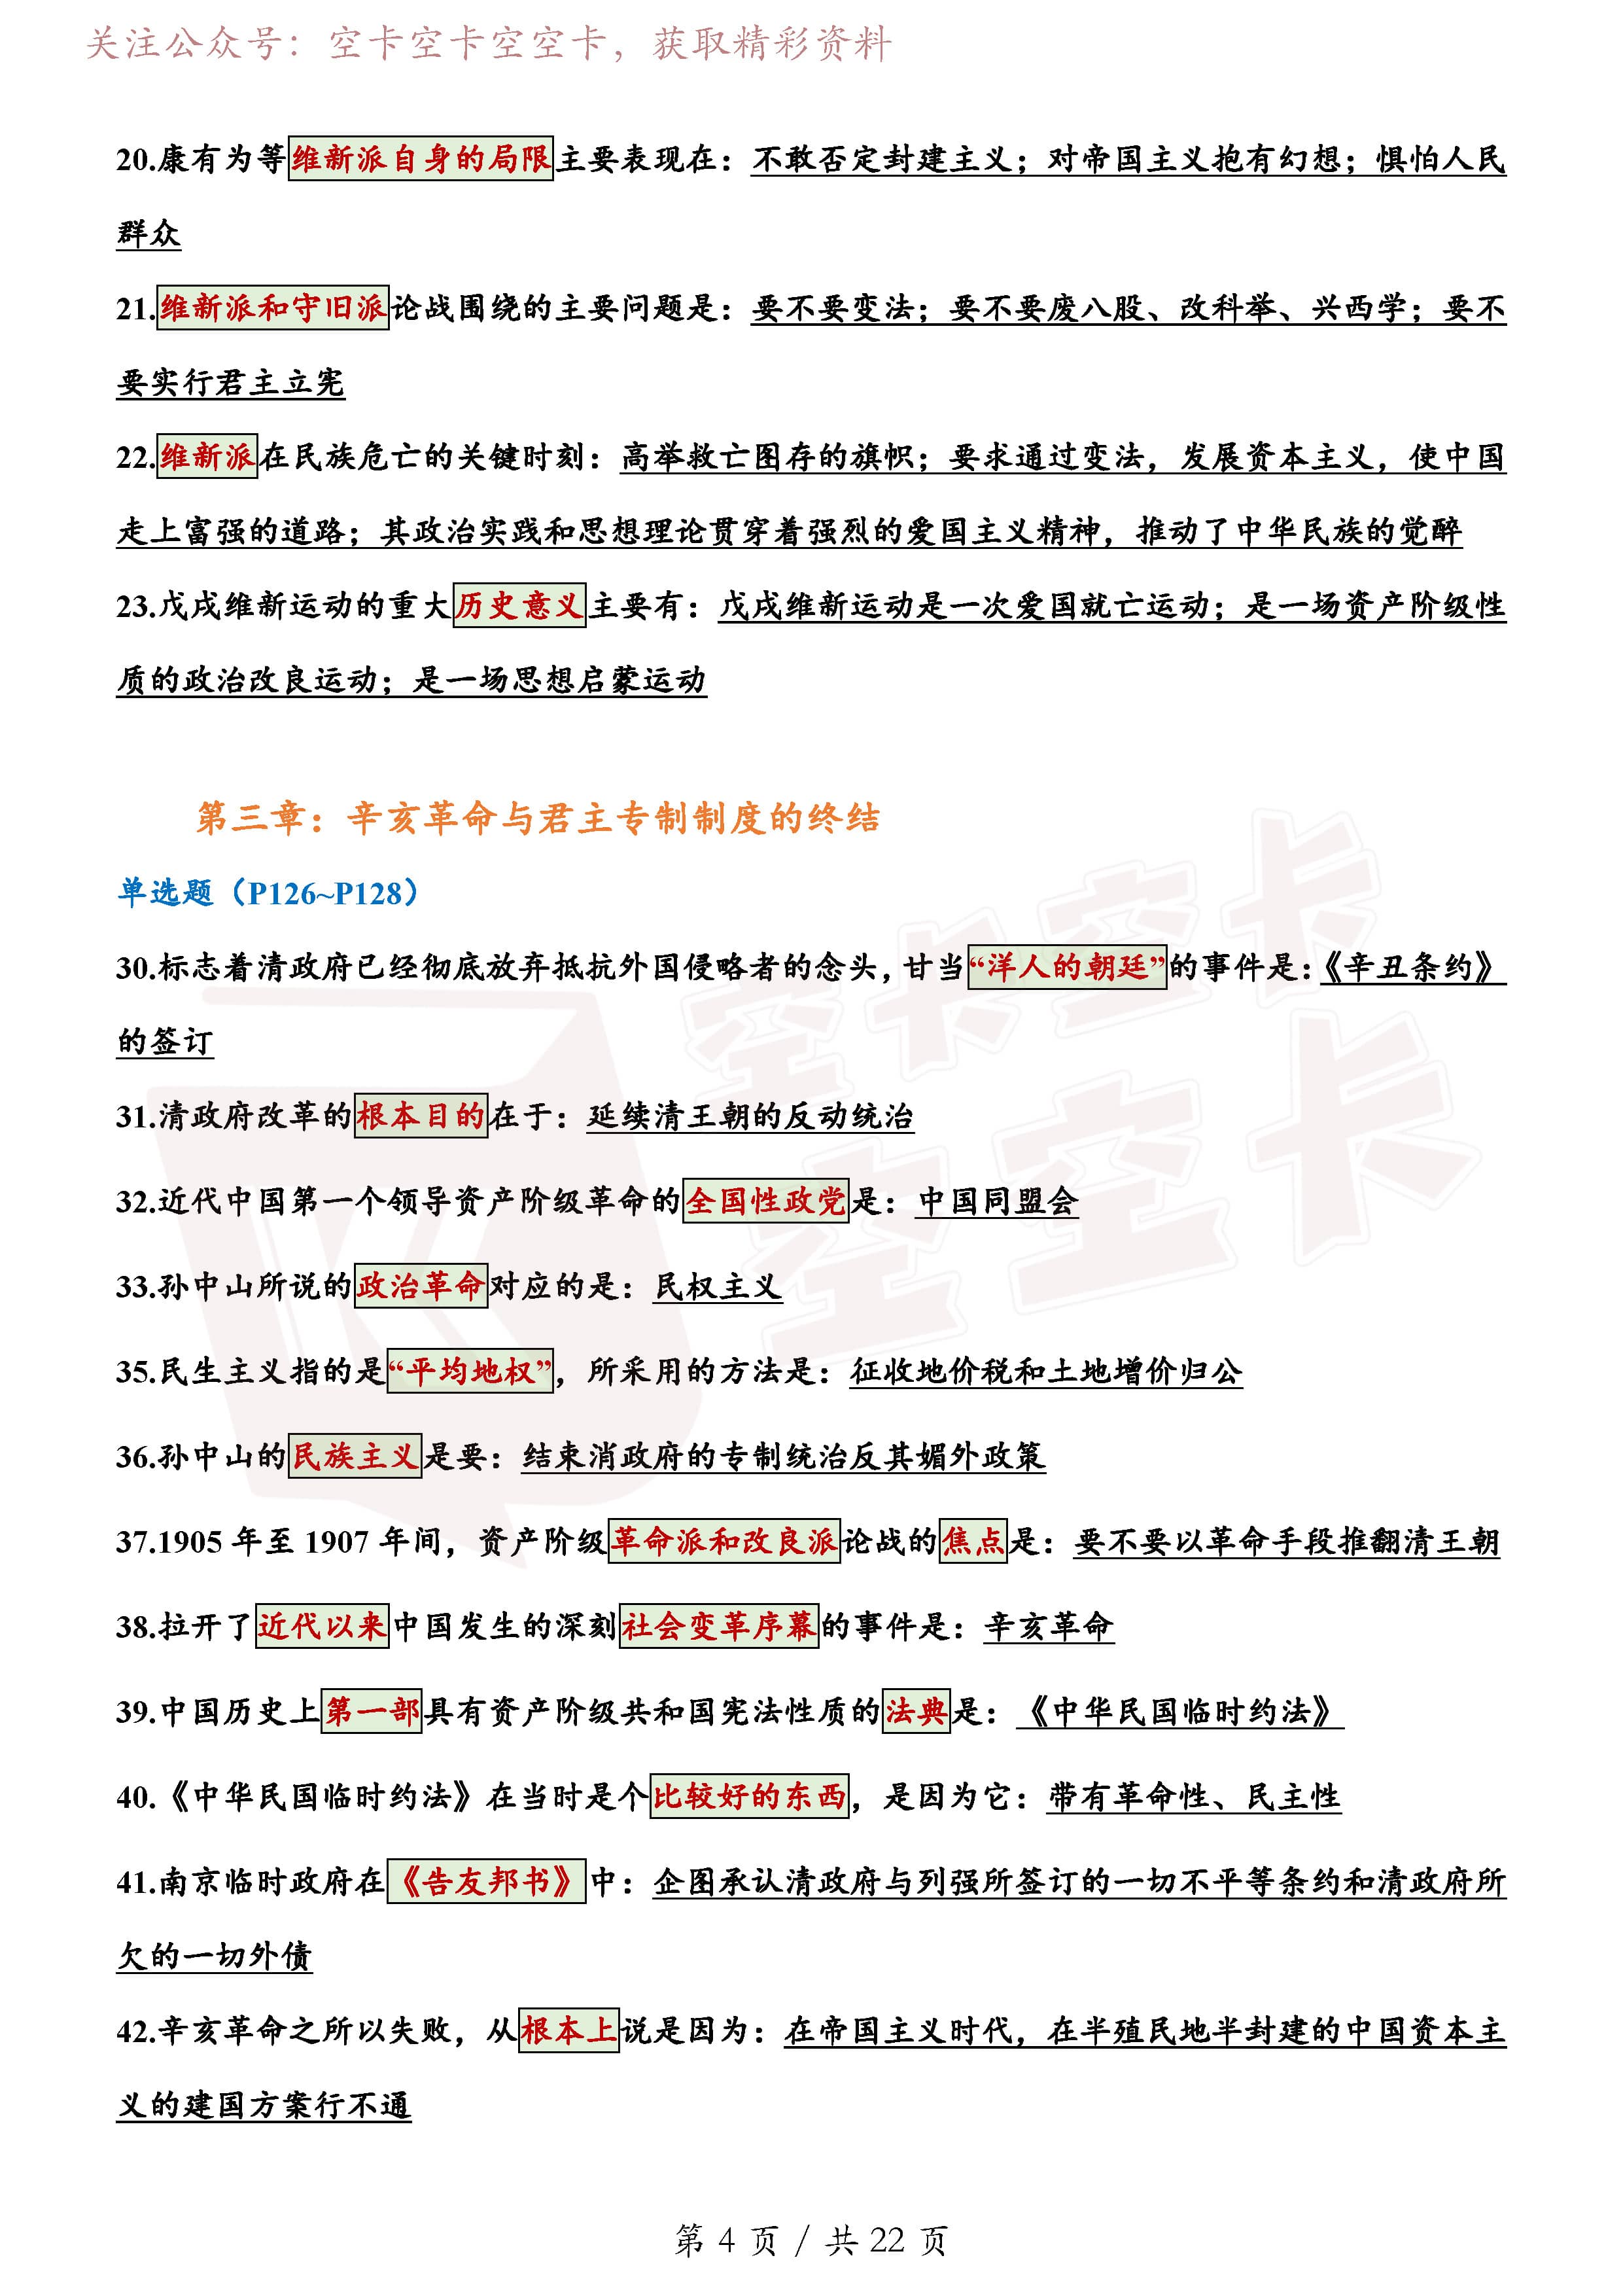 关注公众号：空卡空卡空空卡，获取精彩资料
20.康有为等维新派自身的局限主要表现在：不敢否定封建主义；对帝国主义抱有幻想；惧怕人民
群众
21.维新派和守旧派论战围绕的主要问题是：要不要变法；要不要废八股、改科举、兴西学；要不
要实行君主立宪
22.维新派在民族危亡的关键时刻：高举救亡图存的旗帜；要求通过变法，发展资本主义，使中国
走上富强的道路；其政治实践和思想理论贯穿着强烈的爱国主义精神，推动了中华民族的觉醒
23.戊戌维新运动的重大历史意义主要有：戊戌维新运动是一次爱国就亡运动；是一场资产阶级性
质的政治改良运动；是一场思想启蒙运动
第三章：辛亥革命与君主专制制度的终结
单选题（P126~P128）
30.标志着清政府已经彻底放弃抵抗外国侵略者的念头，甘当“洋人的朝廷”的事件是：《辛丑条约》
的签订
31.清政府改革的根本目的在于：延续清王朝的反动统治
32.近代中国第一个领导资产阶级革命的全国性政党是：中国同盟会
33.孙中山所说的政治革命对应的是：民权主义
35.民生主义指的是“平均地权”，所采用的方法是：征收地价税和土地增价归公
36.孙中山的民族主义是要：结束消政府的专制统治反其媚外政策
37.1905 年至 1907 年间，资产阶级革命派和改良派论战的焦点是：要不要以革命手段推翻清王朝
38.拉开了近代以来中国发生的深刻社会变革序幕的事件是：辛亥革命
39.中国历史上第一部具有资产阶级共和国宪法性质的法典是：《中华民国临时约法》
40.《中华民国临时约法》在当时是个比较好的东西，是因为它：带有革命性、民主性
41.南京临时政府在《告友邦书》中：企图承认清政府与列强所签订的一切不平等条约和清政府所
欠的一切外债
42.辛亥革命之所以失败，从根本上说是因为：在帝国主义时代，在半殖民地半封建的中国资本主
义的建国方案行不通
空卡空卡
空空卡
第 4 页 / 共 22 页